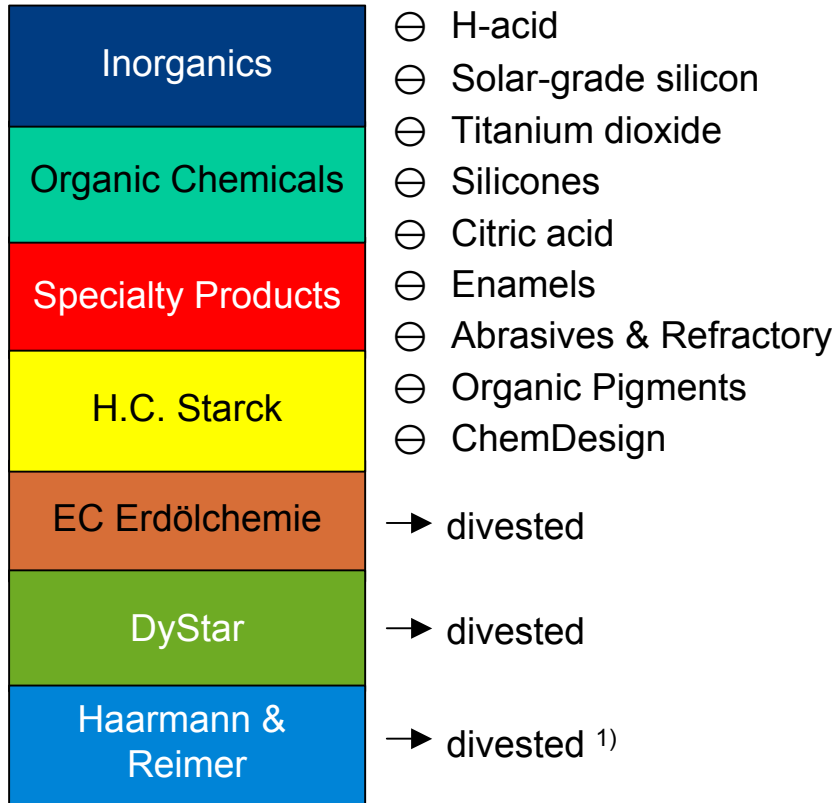 Inorganics
⊖ H-acid
⊖ Solar-grade silicon
⊖ Titanium dioxide
Organic Chemicals
⊖ Silicones
⊖ Citric acid
Specialty Products
⊖ Enamels
⊖ Abrasives & Refractory
H.C. Starck
⊖ Organic Pigments
⊖ ChemDesign
EC Erdölchemie
→ divested
DyStar
→ divested
Haarmann &
Reimer
→ divested 1)